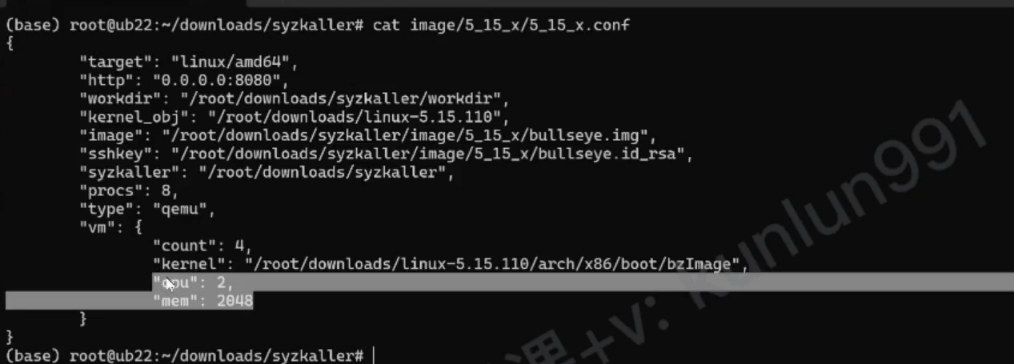 (base) root@ub22:~/downloads/syzkaller# cat image/5_15_x/5_15_x.conf
{
"target": "linux/amd64",
"http": "0.0.0.0:8080",
"workdir": "/root/downloads/syzkaller/workdir",
"kernel_obj": "/root/downloads/linux-5.15.110",
"image": "/root/downloads/syzkaller/image/5_15_x/bullseye.img",
"sshkey": "/root/downloads/syzkaller/image/5_15_x/bullseye.id_rsa",
"syzkaller": "/root/downloads/syzkaller",
"procs": 8,
"type": "qemu",
"vm": {
"count": 4,
"kernel": "/root/downloads/linux-5.15.110/arch/x86/boot/bzImage",
"cpu": 2,
"mem": 2048
}
}
(base) root@ub22:~/downloads/syzkaller#
课+v: kunlun991